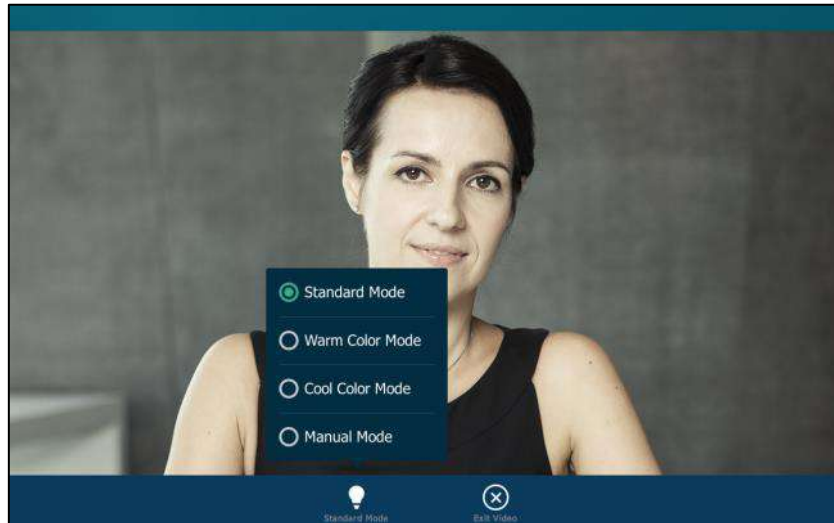 Standard Mode
Warm Color Mode
Cool Color Mode
Manual Mode
Standard Mode
Exit Video